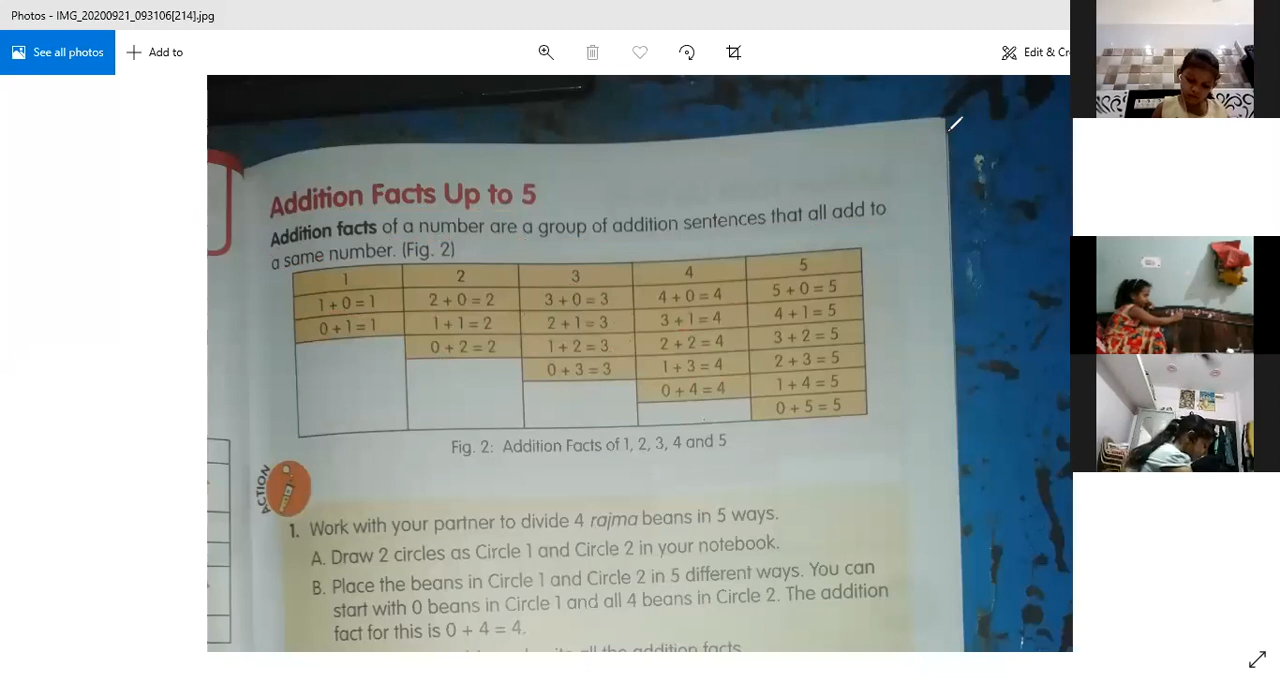 Photos - IMG_20200921_093106[214].jpg
See all photos
Add to
Addition Facts Up to 5
Addition facts of a number are a group of addition sentences that all add to
a same number. (Fig. 2)
1 2 3 4 5
1 + 0 = 1 2 + 0 = 2 3 + 0 = 3 4 + 0 = 4 5 + 0 = 5
0 + 1 = 1 1 + 1 = 2 2 + 1 = 3 3 + 1 = 4 4 + 1 = 5
0 + 2 = 2 1 + 2 = 3 2 + 2 = 4 3 + 2 = 5
0 + 3 = 3 1 + 3 = 4 2 + 3 = 5
0 + 4 = 4 1 + 4 = 5
0 + 5 = 5
Fig. 2: Addition Facts of 1, 2, 3, 4 and 5
ACTION
1. Work with your partner to divide 4 rajma beans in 5 ways.
A. Draw 2 circles as Circle 1 and Circle 2 in your notebook.
B. Place the beans in Circle 1 and Circle 2 in 5 different ways. You can
start with 0 beans in Circle 1 and all 4 beans in Circle 2. The addition
fact for this is 0 + 4 = 4.
all the addition facts